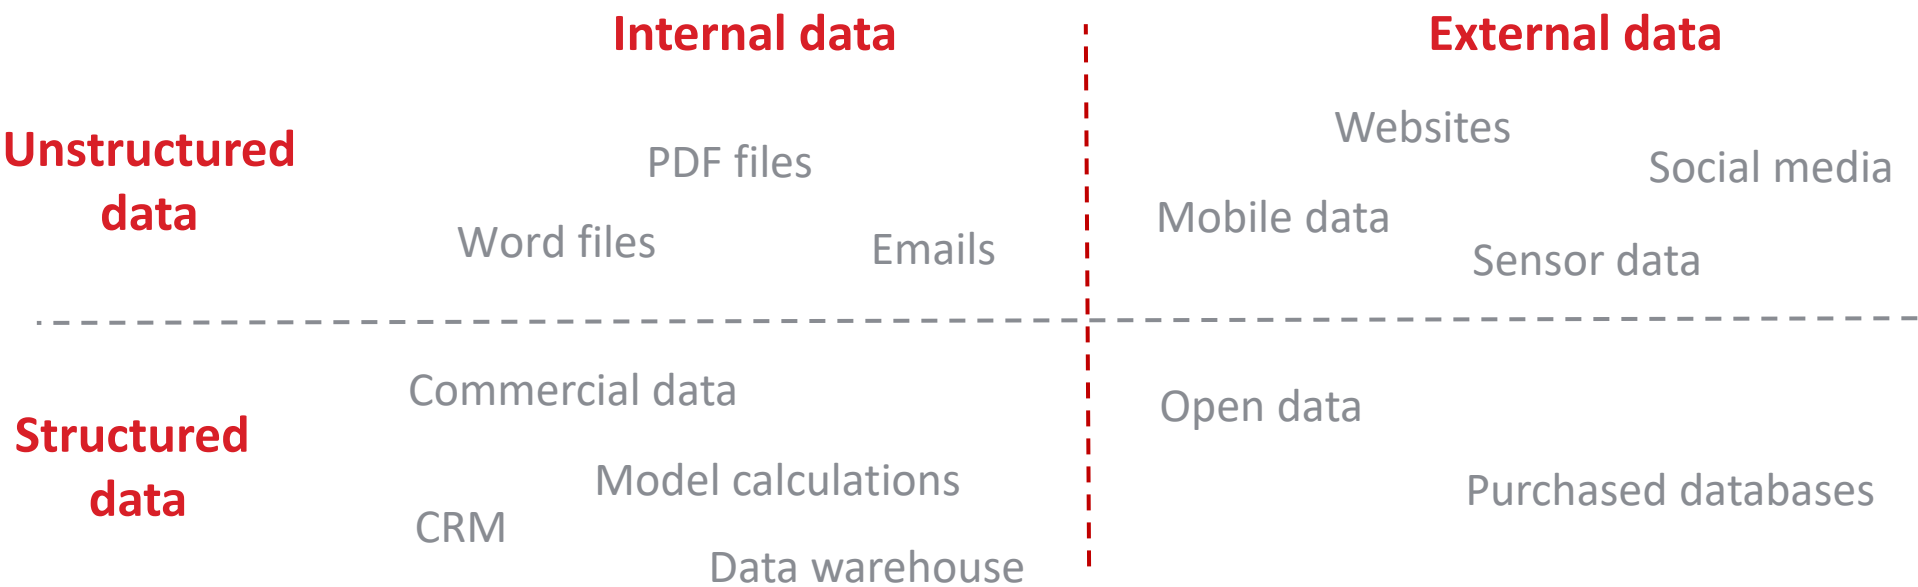 Internal data
External data
Unstructured
data
PDF files
Word files
Emails
Websites
Social media
Mobile data
Sensor data
Structured
data
Commercial data
Model calculations
CRM
Data warehouse
Open data
Purchased databases